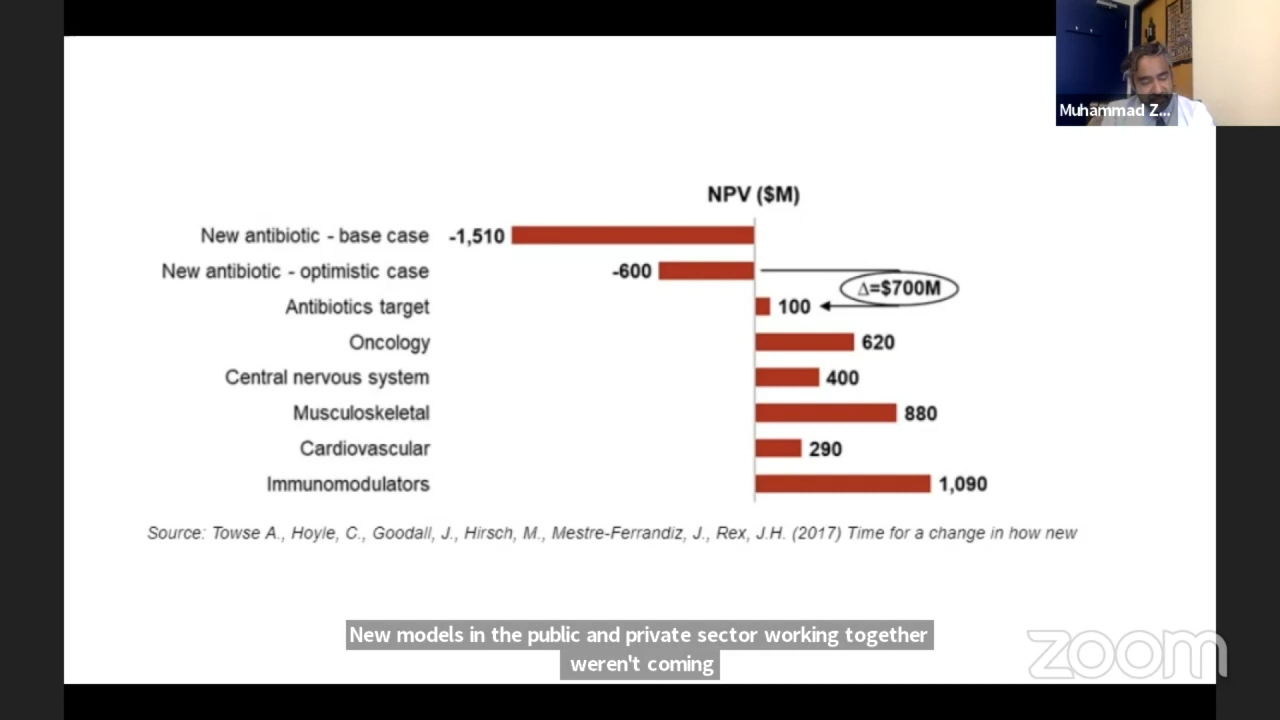 Muhammad Z...
NPV ($M)
New antibiotic - base case -1,510
New antibiotic - optimistic case -600
Δ=$700M
Antibiotics target 100
Oncology 620
Central nervous system 400
Musculoskeletal 880
Cardiovascular 290
Immunomodulators 1,090
Source: Towse A., Hoyle, C., Goodall, J., Hirsch, M., Mestre-Ferrandiz, J., Rex, J.H. (2017) Time for a change in how new
New models in the public and private sector working together
weren't coming
zoom